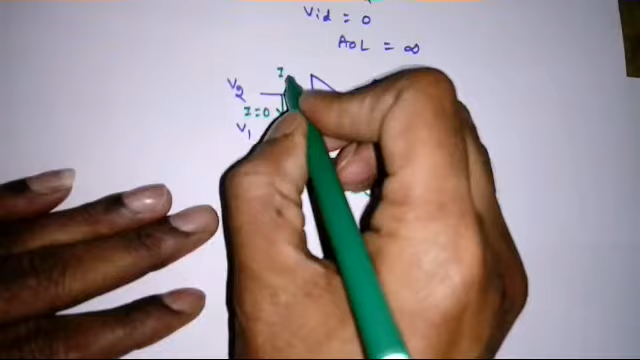 Vid = 0
AOL = ∞
I
V2
I = 0
V1